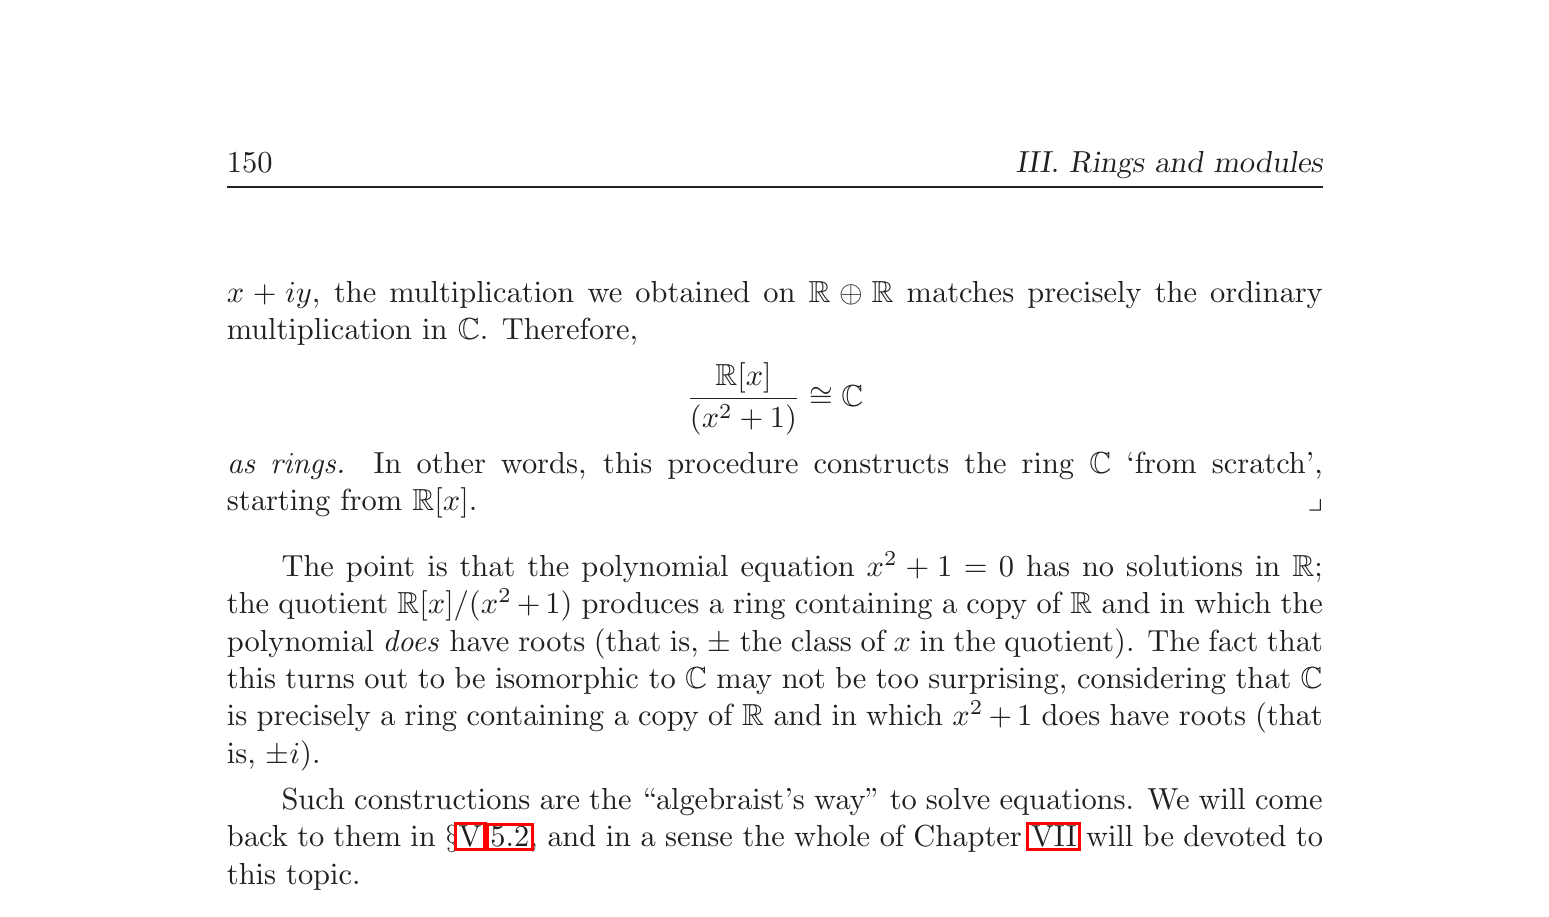 150 III. Rings and modules
x + iy, the multiplication we obtained on ℝ ⊕ ℝ matches precisely the ordinary
multiplication in ℂ. Therefore,
ℝ[x]
(x² + 1) ≅ ℂ
as rings. In other words, this procedure constructs the ring ℂ ‘from scratch’,
starting from ℝ[x]. ⌟
The point is that the polynomial equation x² + 1 = 0 has no solutions in ℝ;
the quotient ℝ[x]/(x² + 1) produces a ring containing a copy of ℝ and in which the
polynomial does have roots (that is, ± the class of x in the quotient). The fact that
this turns out to be isomorphic to ℂ may not be too surprising, considering that ℂ
is precisely a ring containing a copy of ℝ and in which x² + 1 does have roots (that
is, ±i).
Such constructions are the “algebraist’s way” to solve equations. We will come
back to them in §V.5.2, and in a sense the whole of Chapter VII will be devoted to
this topic.